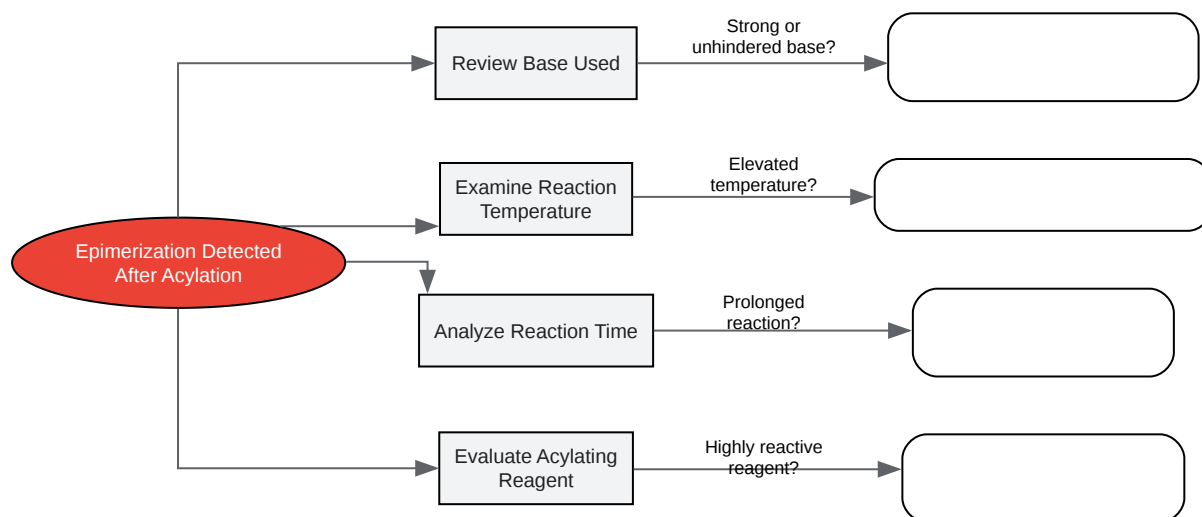 Strong or
unhindered base?
Review Base Used
Elevated
temperature?
Examine Reaction
Temperature
Epimerization Detected
After Acylation
Prolonged
reaction?
Analyze Reaction Time
Highly reactive
reagent?
Evaluate Acylating
Reagent